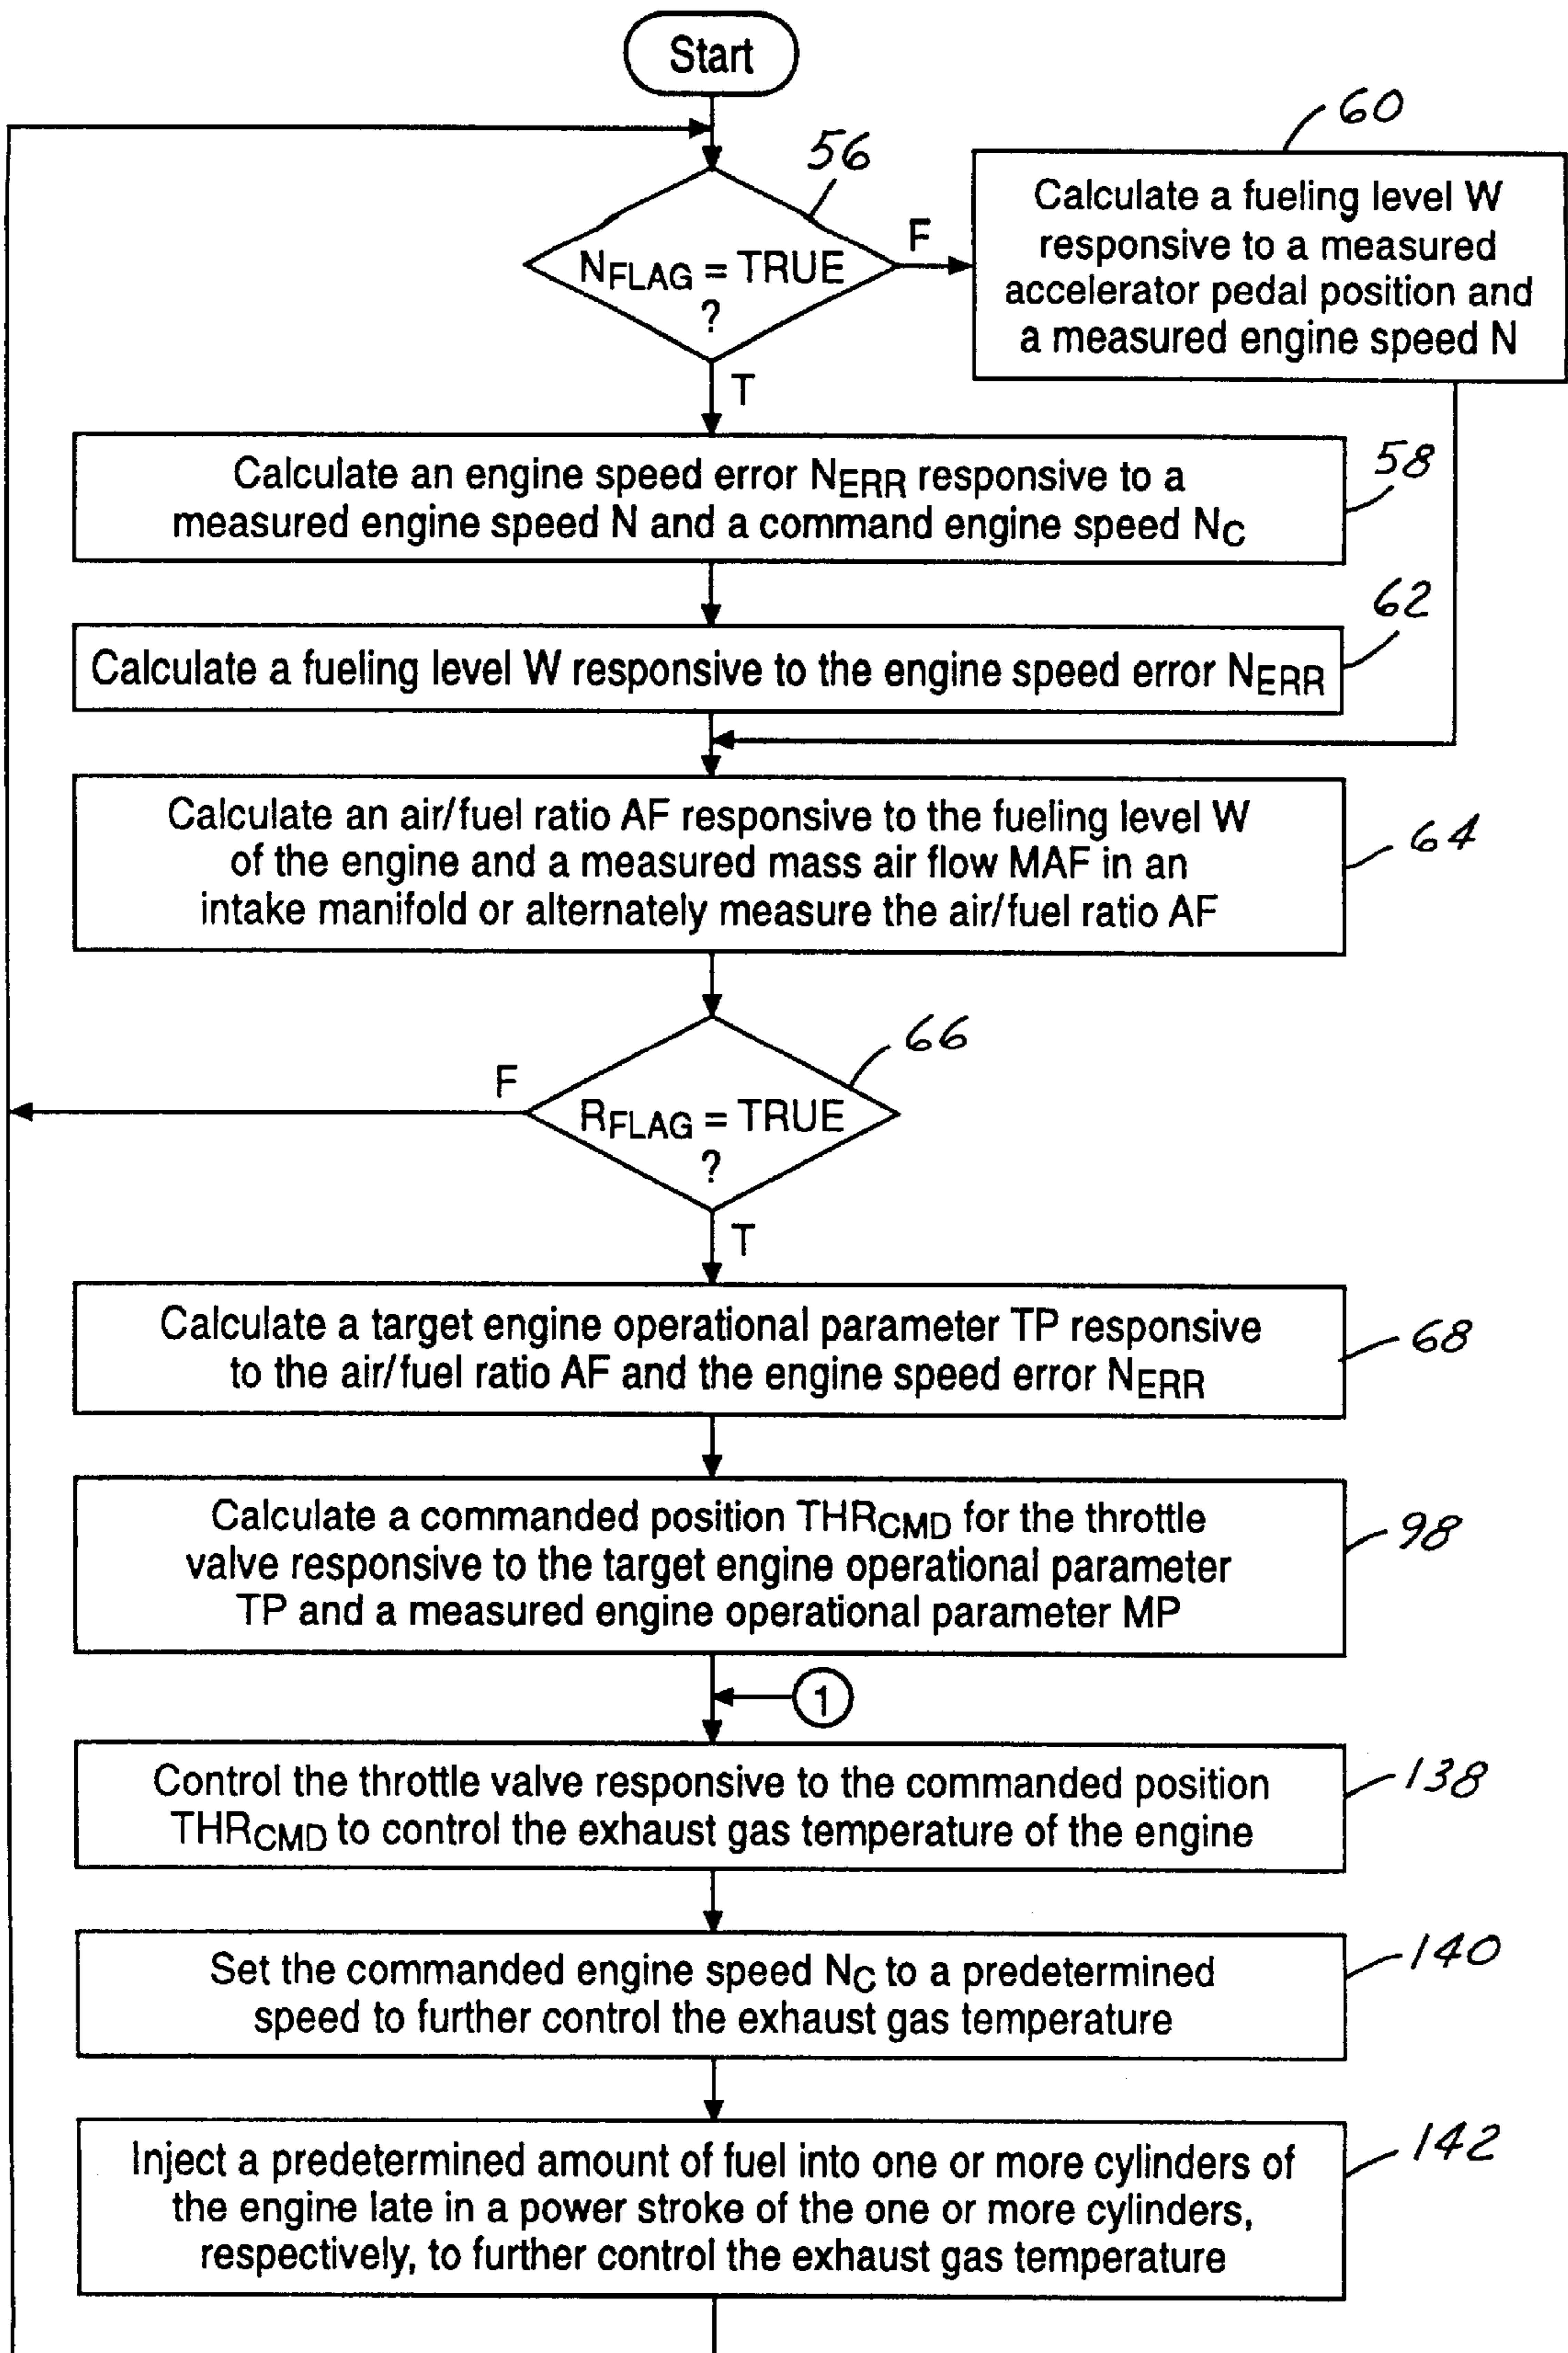 Start
56
60
N_FLAG = TRUE
?
F
T
Calculate a fueling level W
responsive to a measured
accelerator pedal position and
a measured engine speed N
Calculate an engine speed error N_ERR responsive to a
measured engine speed N and a command engine speed N_C
58
62
Calculate a fueling level W responsive to the engine speed error N_ERR
Calculate an air/fuel ratio AF responsive to the fueling level W
of the engine and a measured mass air flow MAF in an
intake manifold or alternately measure the air/fuel ratio AF
64
66
F
R_FLAG = TRUE
?
T
Calculate a target engine operational parameter TP responsive
to the air/fuel ratio AF and the engine speed error N_ERR
68
Calculate a commanded position THR_CMD for the throttle
valve responsive to the target engine operational parameter
TP and a measured engine operational parameter MP
98
1
Control the throttle valve responsive to the commanded position
THR_CMD to control the exhaust gas temperature of the engine
138
Set the commanded engine speed N_C to a predetermined
speed to further control the exhaust gas temperature
140
Inject a predetermined amount of fuel into one or more cylinders of
the engine late in a power stroke of the one or more cylinders,
respectively, to further control the exhaust gas temperature
142